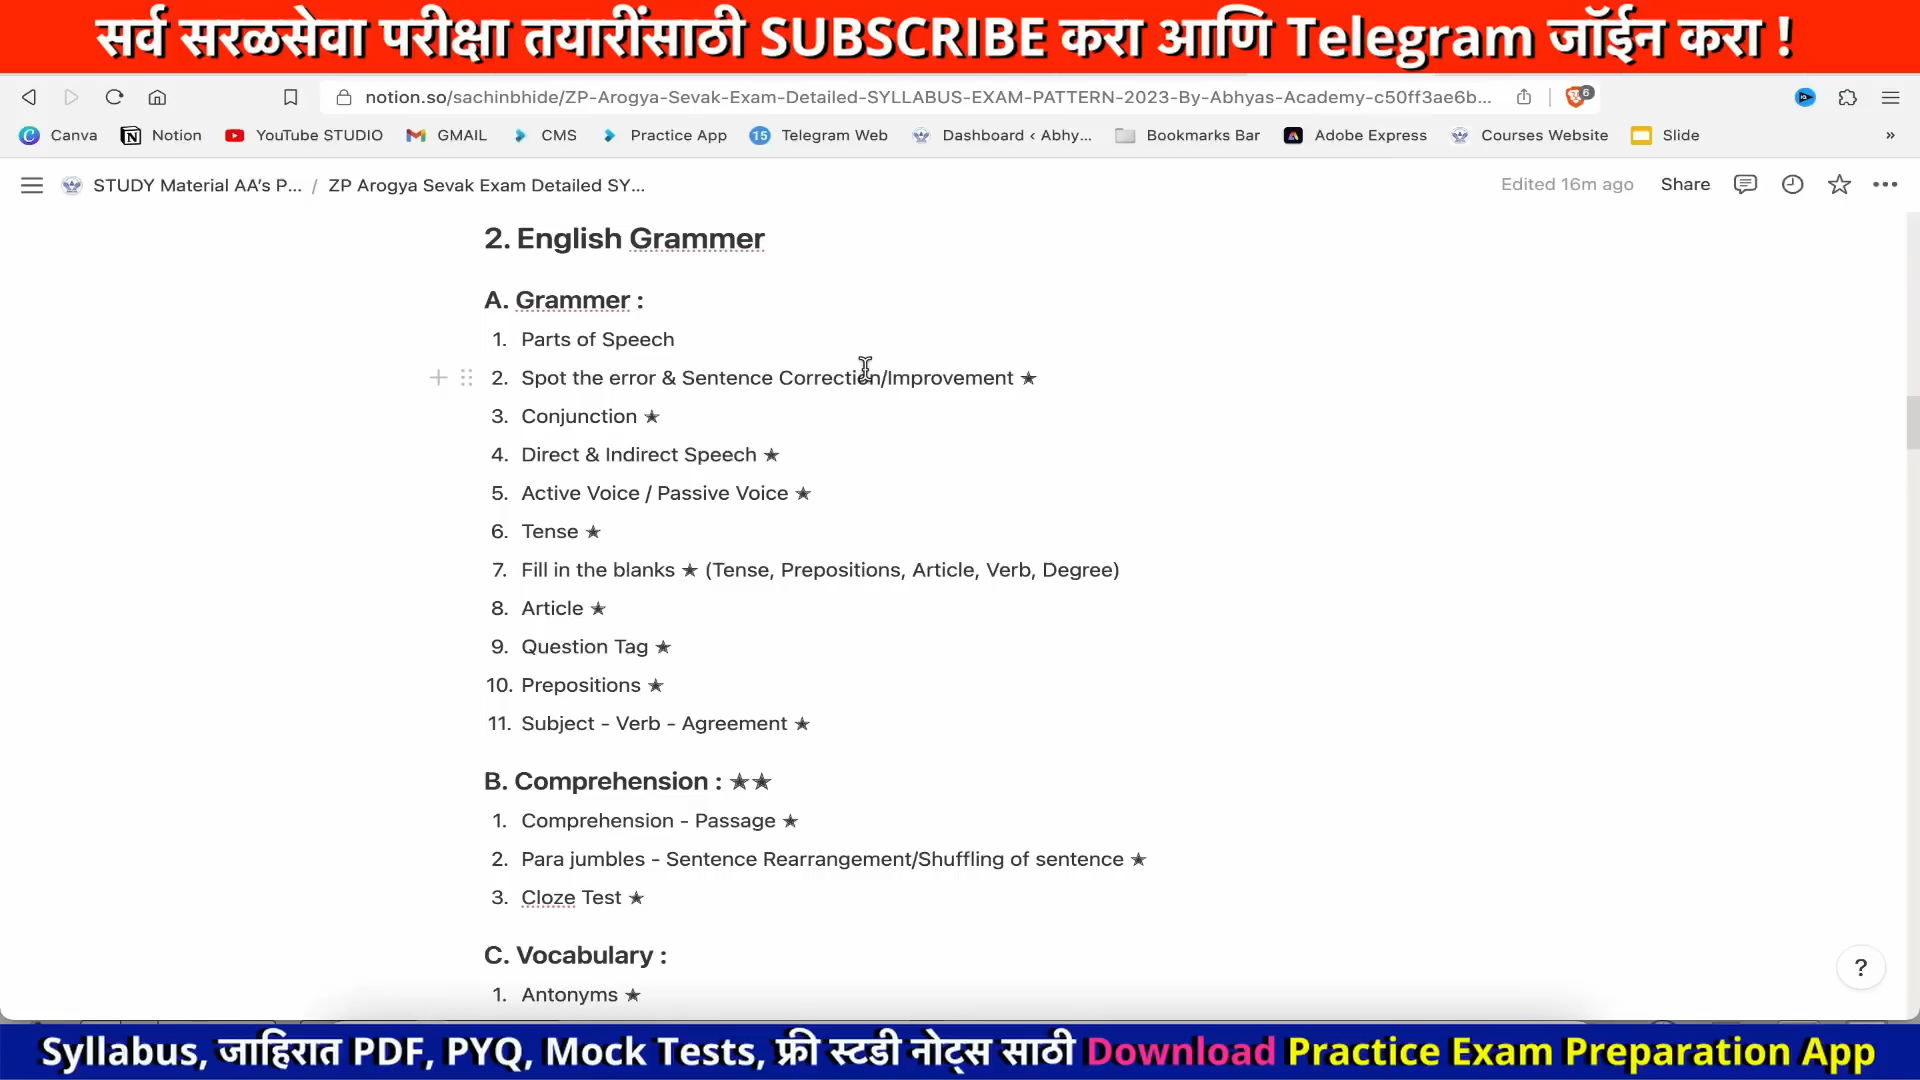 सर्व सरळसेवा परीक्षा तयारींसाठी SUBSCRIBE करा आणि Telegram जॉईन करा !
notion.so/sachinbhide/ZP-Arogya-Sevak-Exam-Detailed-SYLLABUS-EXAM-PATTERN-2023-By-Abhyas-Academy-c50ff3ae6b... 6
Canva Notion YouTube STUDIO GMAIL CMS Practice App 15 Telegram Web Dashboard ‹ Abhy... Bookmarks Bar Adobe Express Courses Website Slide »
STUDY Material AA's P... / ZP Arogya Sevak Exam Detailed SY... Edited 16m ago Share
2. English Grammer
A. Grammer :
1. Parts of Speech
2. Spot the error & Sentence Correction/Improvement ★
3. Conjunction ★
4. Direct & Indirect Speech ★
5. Active Voice / Passive Voice ★
6. Tense ★
7. Fill in the blanks ★ (Tense, Prepositions, Article, Verb, Degree)
8. Article ★
9. Question Tag ★
10. Prepositions ★
11. Subject - Verb - Agreement ★
B. Comprehension : ★★
1. Comprehension - Passage ★
2. Para jumbles - Sentence Rearrangement/Shuffling of sentence ★
3. Cloze Test ★
C. Vocabulary :
?
1. Antonyms ★
Syllabus, जाहिरात PDF, PYQ, Mock Tests, फ्री स्टडी नोट्स साठी Download Practice Exam Preparation App